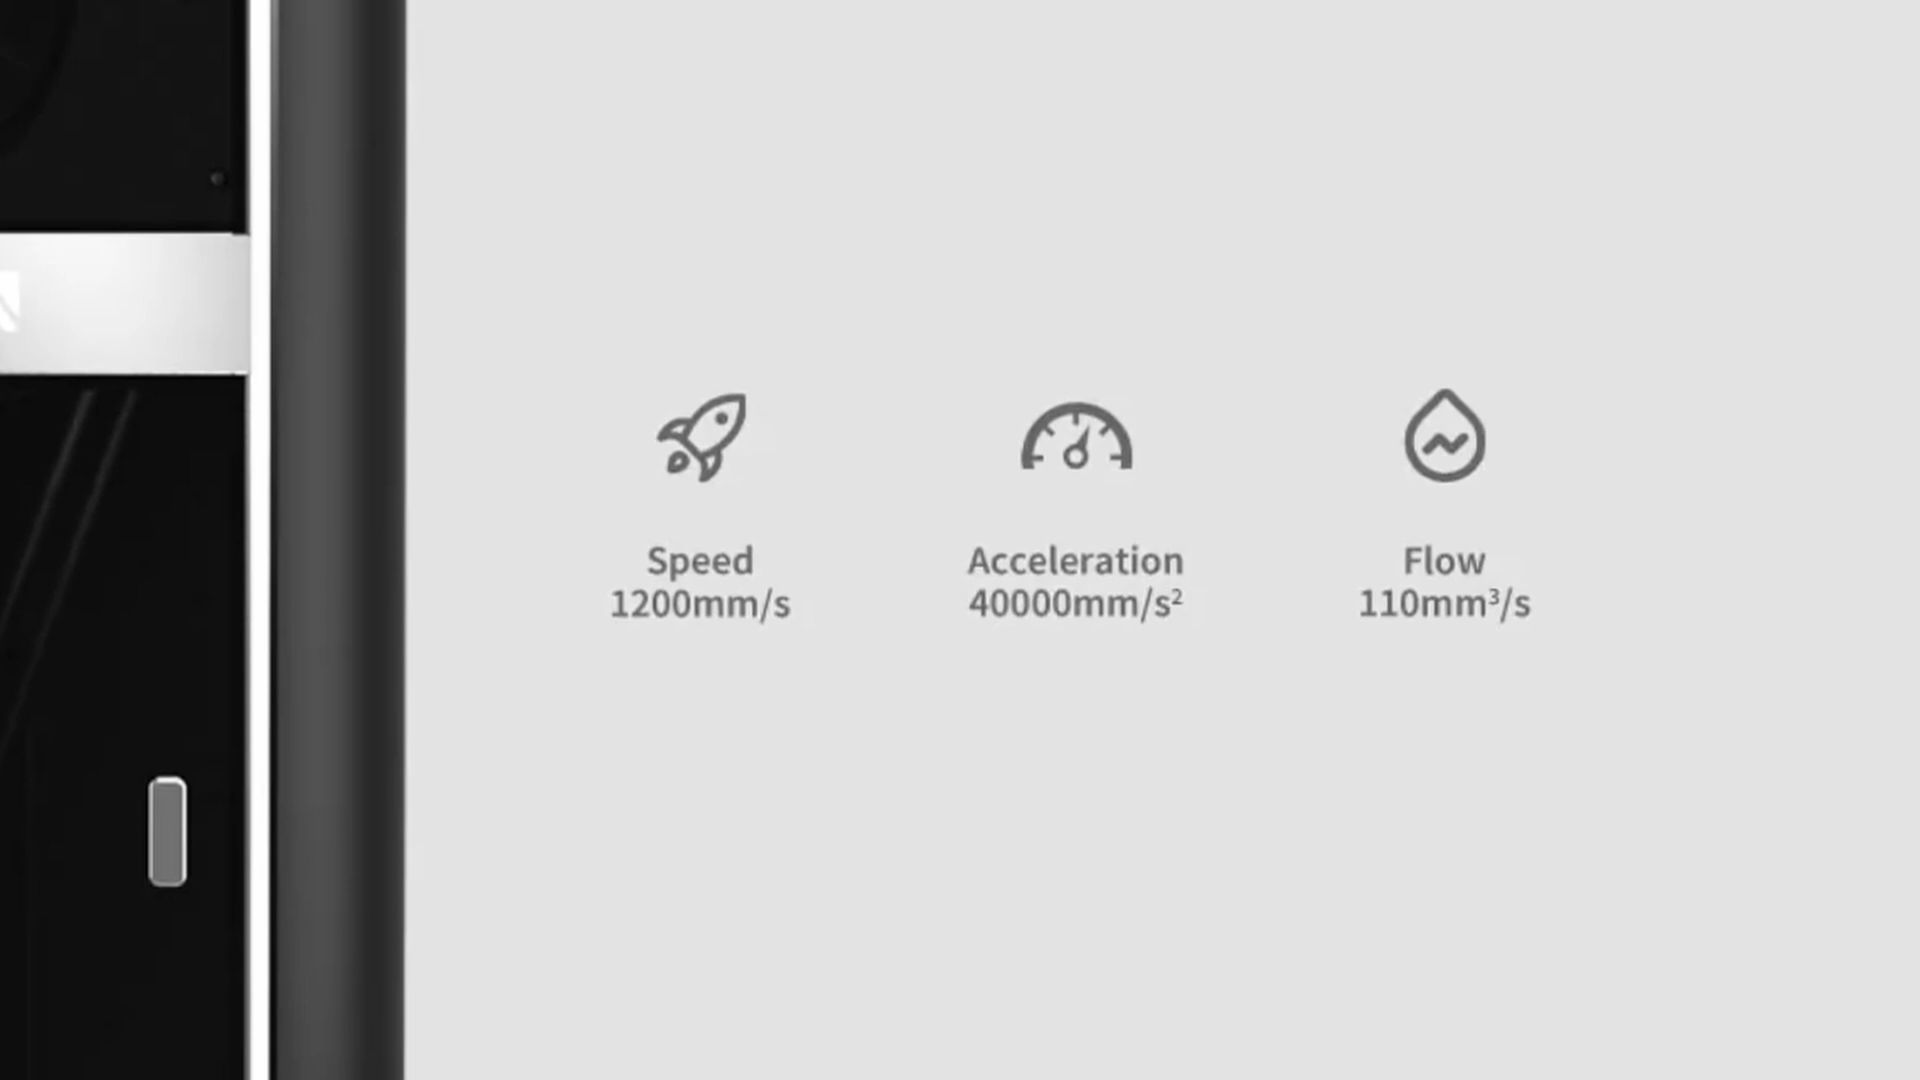 Speed
1200mm/s
Acceleration
40000mm/s²
Flow
110mm³/s